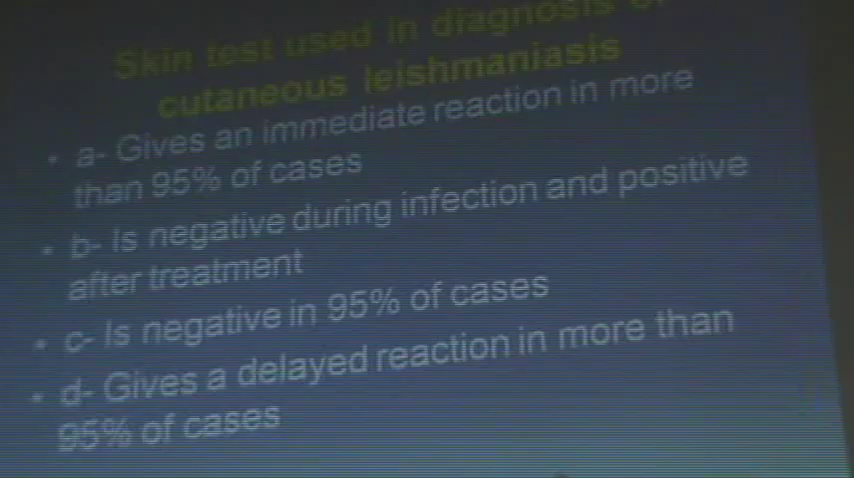 Skin test used in diagnosis of
cutaneous leishmaniasis
• a- Gives an immediate reaction in more
than 95% of cases
• b- Is negative during infection and positive
after treatment
• c- Is negative in 95% of cases
• d- Gives a delayed reaction in more than
95% of cases